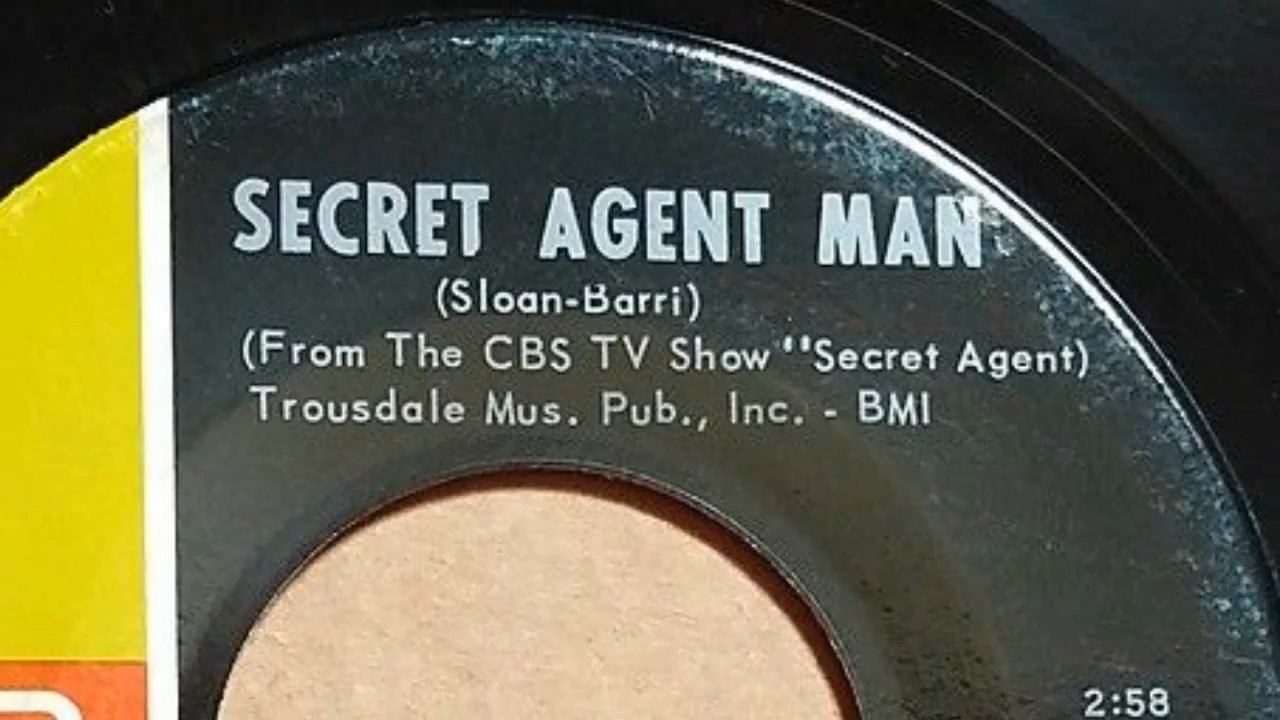 SECRET AGENT MAN
(Sloan-Barri)
(From The CBS TV Show "Secret Agent)
Trousdale Mus. Pub., Inc. - BMI
2:58